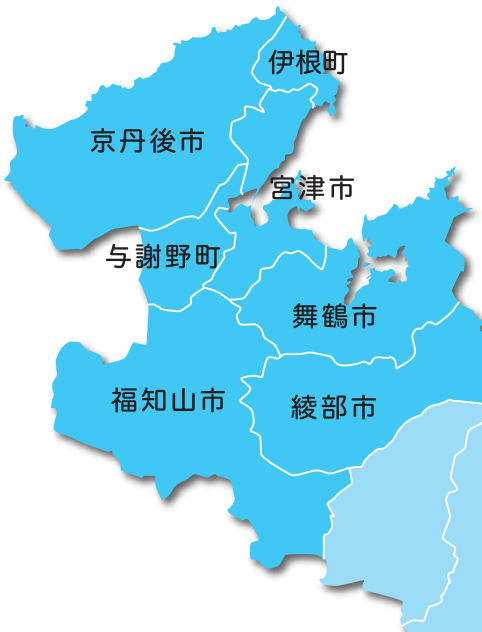 伊根町
京丹後市
宮津市
与謝野町
舞鶴市
福知山市
綾部市